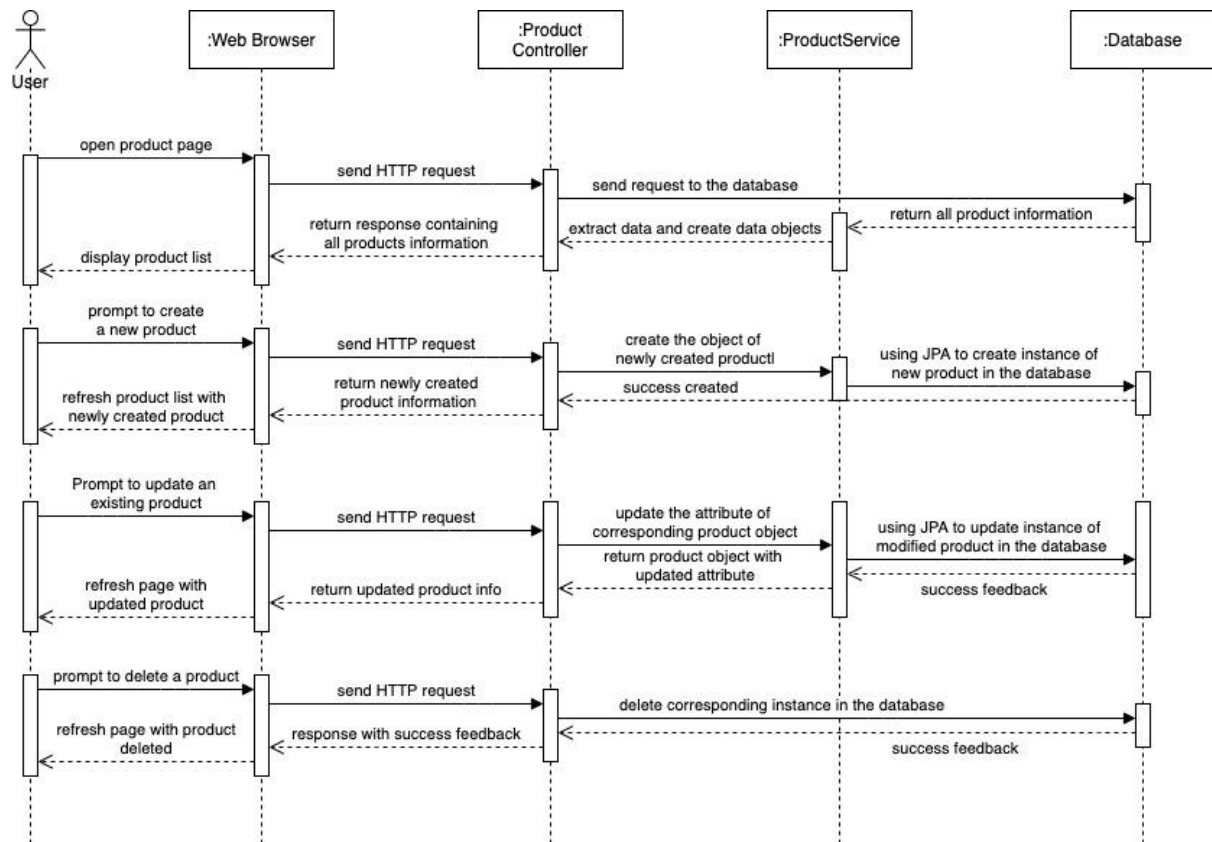 User
:Web Browser
:Product
Controller
:ProductService
:Database
open product page
send HTTP request
send request to the database
return all product information
extract data and create data objects
return response containing
all products information
display product list
prompt to create
a new product
send HTTP request
create the object of
newly created productl
using JPA to create instance of
new product in the database
success created
return newly created
product information
refresh product list with
newly created product
Prompt to update an
existing product
send HTTP request
update the attribute of
corresponding product object
using JPA to update instance of
modified product in the database
success feedback
return product object with
updated attribute
return updated product info
refresh page with
updated product
prompt to delete a product
send HTTP request
delete corresponding instance in the database
success feedback
response with success feedback
refresh page with product
deleted